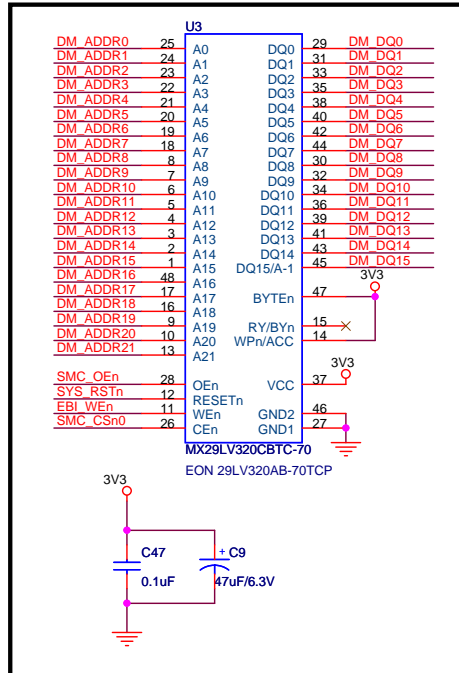 U3
DM_ADDR0 25 A0 DQ0 29 DM_DQ0
DM_ADDR1 24 A1 DQ1 31 DM_DQ1
DM_ADDR2 23 A2 DQ2 33 DM_DQ2
DM_ADDR3 22 A3 DQ3 35 DM_DQ3
DM_ADDR4 21 A4 DQ4 38 DM_DQ4
DM_ADDR5 20 A5 DQ5 40 DM_DQ5
DM_ADDR6 19 A6 DQ6 42 DM_DQ6
DM_ADDR7 18 A7 DQ7 44 DM_DQ7
DM_ADDR8 8 A8 DQ8 30 DM_DQ8
DM_ADDR9 7 A9 DQ9 32 DM_DQ9
DM_ADDR10 6 A10 DQ10 34 DM_DQ10
DM_ADDR11 5 A11 DQ11 36 DM_DQ11
DM_ADDR12 4 A12 DQ12 39 DM_DQ12
DM_ADDR13 3 A13 DQ13 41 DM_DQ13
DM_ADDR14 2 A14 DQ14 43 DM_DQ14
DM_ADDR15 1 A15 DQ15/A-1 45 DM_DQ15
DM_ADDR16 48 A16 3V3
DM_ADDR17 17 A17 BYTEn 47
DM_ADDR18 16 A18
DM_ADDR19 9 A19 RY/BYn 15
DM_ADDR20 10 A20 WPn/ACC 14
DM_ADDR21 13 A21
3V3
SMC_OEn 28 OEn VCC 37
SYS_RSTn 12 RESETn
EBI_WEn 11 WEn GND2 46
SMC_CSn0 26 CEn GND1 27
MX29LV320CBTC-70
EON 29LV320AB-70TCP
3V3
C47 + C9
0.1uF 47uF/6.3V